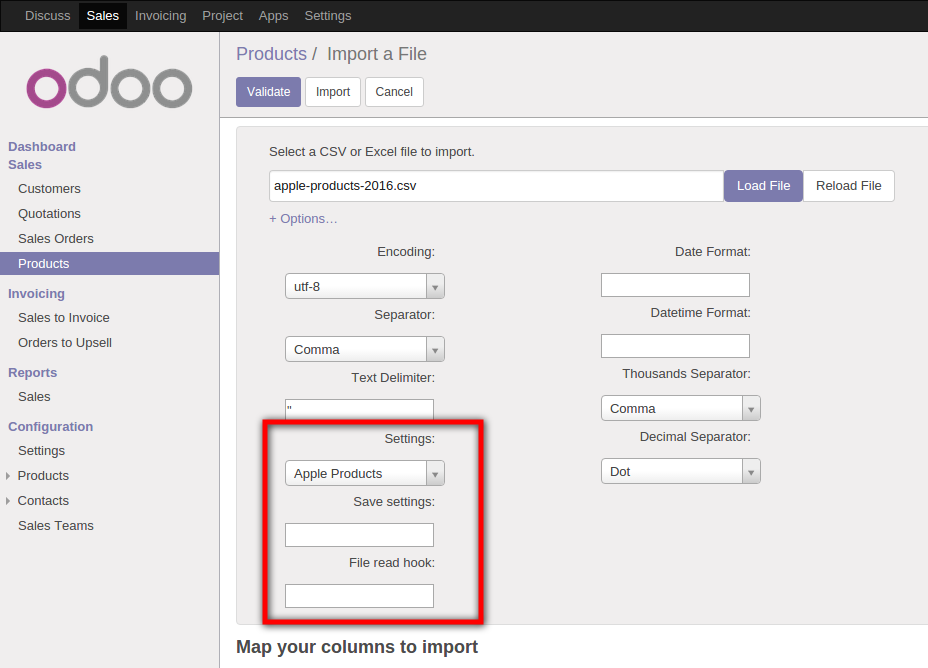 Discuss Sales Invoicing Project Apps Settings
odoo
Dashboard
Sales
Customers
Quotations
Sales Orders
Products
Invoicing
Sales to Invoice
Orders to Upsell
Reports
Sales
Configuration
Settings
Products
Contacts
Sales Teams
Products / Import a File
Validate Import Cancel
Select a CSV or Excel file to import.
apple-products-2016.csv Load File Reload File
+ Options…
Encoding:
utf-8
Separator:
Comma
Text Delimiter:
"
Settings:
Apple Products
Save settings:
File read hook:
Date Format:
Datetime Format:
Thousands Separator:
Comma
Decimal Separator:
Dot
Map your columns to import